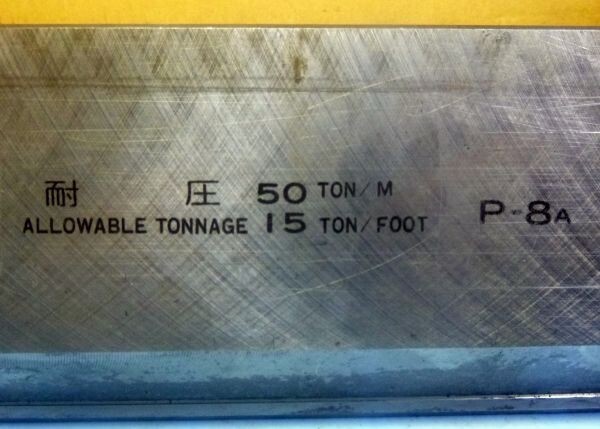 耐圧 50 TON/M
ALLOWABLE TONNAGE 15 TON/FOOT
P-8A